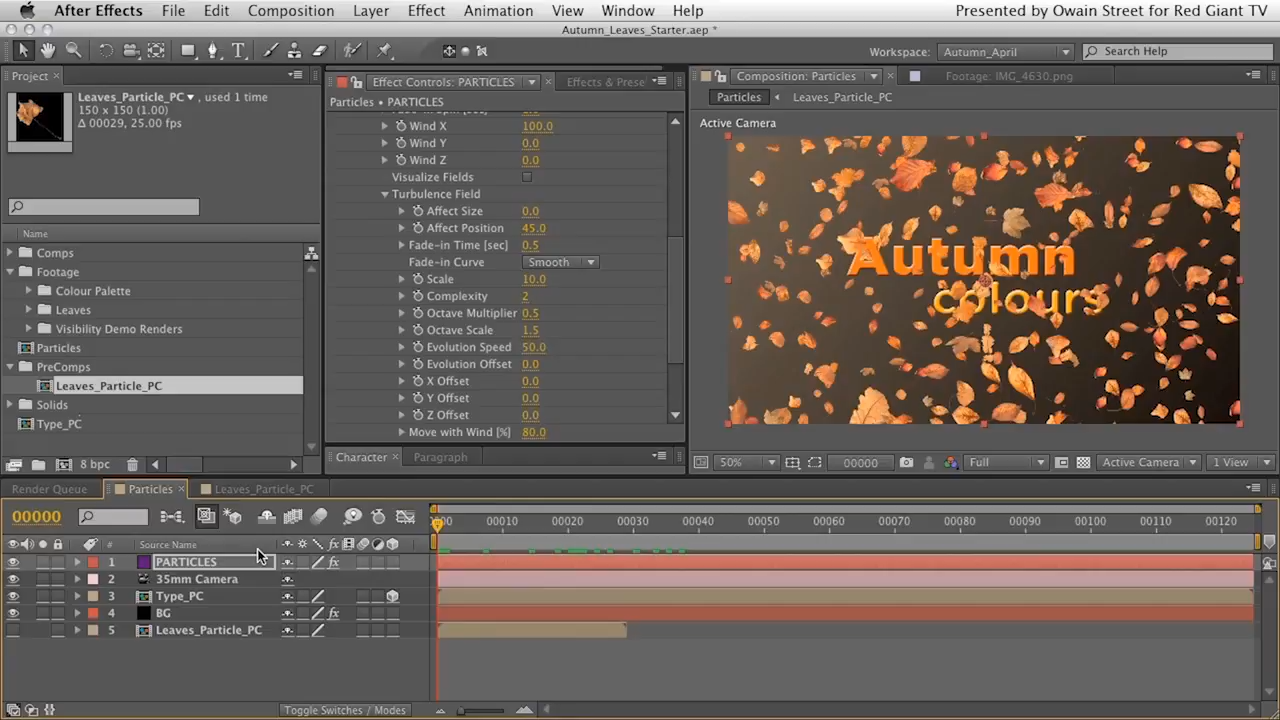 After Effects File Edit Composition Layer Effect Animation View Window Help Presented by Owain Street for Red Giant TV
Autumn_Leaves_Starter.aep *
Workspace: Autumn_April Search Help
Project Effect Controls: PARTICLES Effects & Prese Composition: Particles Footage: IMG_4630.png
Leaves_Particle_PC ▼, used 1 time
150 x 150 (1.00)
Δ 00029, 25.00 fps
Particles • PARTICLES
Wind X 100.0
Wind Y 0.0
Wind Z 0.0
Visualize Fields
Turbulence Field
Affect Size 0.0
Affect Position 45.0
Fade-in Time [sec] 0.5
Fade-in Curve Smooth
Scale 10.0
Complexity 2
Octave Multiplier 0.5
Octave Scale 1.5
Evolution Speed 50.0
Evolution Offset 0.0
X Offset 0.0
Y Offset 0.0
Z Offset 0.0
Move with Wind [%] 80.0
Character Paragraph
Particles Leaves_Particle_PC
Active Camera
Autumn
colours
50% 00000 Full Active Camera 1 View
Name
Comps
Footage
Colour Palette
Leaves
Visibility Demo Renders
Particles
PreComps
Leaves_Particle_PC
Solids
Type_PC
8 bpc
Render Queue Particles Leaves_Particle_PC
00000
00010 00020 00030 00040 00050 00060 00070 00080 00090 00100 00110 00120
# Source Name
1 PARTICLES
2 35mm Camera
3 Type_PC
4 BG
5 Leaves_Particle_PC
Toggle Switches / Modes